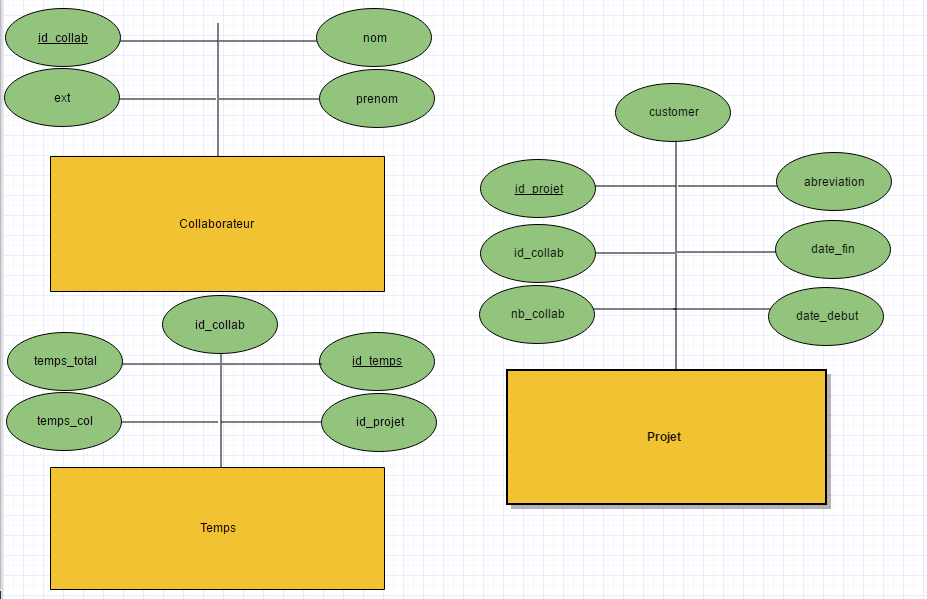 id_collab
nom
ext
prenom
Collaborateur
id_collab
temps_total
id_temps
temps_col
id_projet
Temps
customer
id_projet
abreviation
id_collab
date_fin
nb_collab
date_debut
Projet